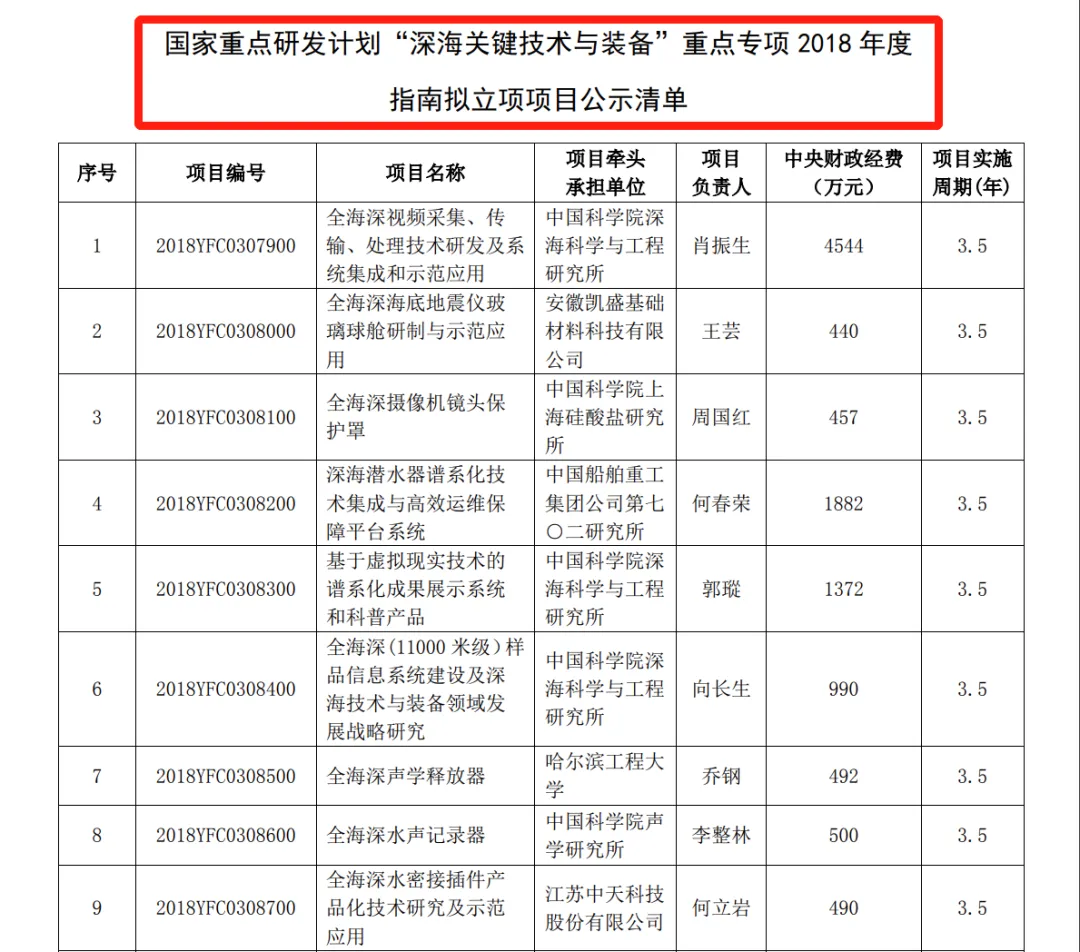 国家重点研发计划“深海关键技术与装备”重点专项 2018 年度
指南拟立项项目公示清单
序号 项目编号 项目名称 项目牵头 承担单位 项目 负责人 中央财政经费 (万元) 项目实施 周期(年)
1 2018YFC0307900 全海深视频采集、传 输、处理技术研发及系 统集成和示范应用 中国科学院深 海科学与工程 研究所 肖振生 4544 3.5
2 2018YFC0308000 全海深海底地震仪玻 璃球舱研制与示范应 用 安徽凯盛基础 材料科技有限 公司 王芸 440 3.5
3 2018YFC0308100 全海深摄像机镜头保 护罩 中国科学院上 海硅酸盐研究 所 周国红 457 3.5
4 2018YFC0308200 深海潜水器谱系化技 术集成与高效运维保 障平台系统 中国船舶重工 集团公司第七 〇二研究所 何春荣 1882 3.5
5 2018YFC0308300 基于虚拟现实技术的 谱系化成果展示系统 和科普产品 中国科学院深 海科学与工程 研究所 郭瑽 1372 3.5
6 2018YFC0308400 全海深(11000 米级)样 品信息系统建设及深 海技术与装备领域发 展战略研究 中国科学院深 海科学与工程 研究所 向长生 990 3.5
7 2018YFC0308500 全海深声学释放器 哈尔滨工程大 学 乔钢 492 3.5
8 2018YFC0308600 全海深水声记录器 中国科学院声 学研究所 李整林 500 3.5
9 2018YFC0308700 全海深水密接插件产 品化技术研究及示范 应用 江苏中天科技 股份有限公司 何立岩 490 3.5